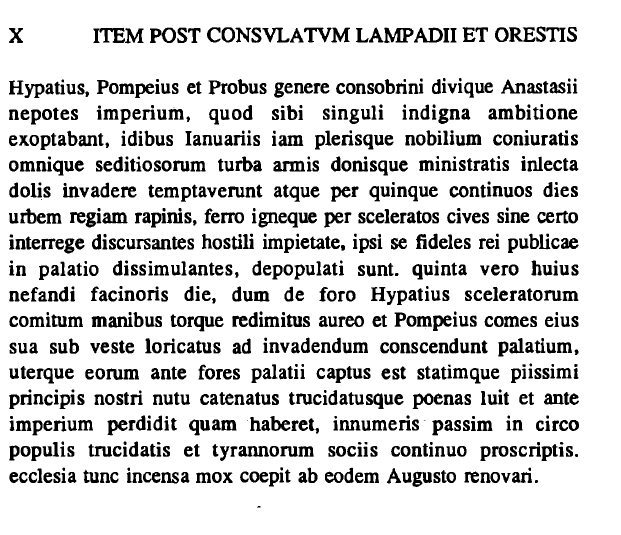 X ITEM POST CONSVLATVM LAMPADII ET ORESTIS
Hypatius, Pompeius et Probus genere consobrini divique Anastasii
nepotes imperium, quod sibi singuli indigna ambitione
exoptabant, idibus Ianuariis iam plerisque nobilium coniuratis
omnique seditiosorum turba armis donisque ministratis inlecta
dolis invadere temptaverunt atque per quinque continuos dies
urbem regiam rapinis, ferro igneque per sceleratos cives sine certo
interrege discursantes hostili impietate, ipsi se fideles rei publicae
in palatio dissimulantes, depopulati sunt. quinta vero huius
nefandi facinoris die, dum de foro Hypatius sceleratorum
comitum manibus torque redimitus aureo et Pompeius comes eius
sua sub veste loricatus ad invadendum conscendunt palatium,
uterque eorum ante fores palatii captus est statimque piissimi
principis nostri nutu catenatus trucidatusque poenas luit et ante
imperium perdidit quam haberet, innumeris passim in circo
populis trucidatis et tyrannorum sociis continuo proscriptis.
ecclesia tunc incensa mox coepit ab eodem Augusto renovari.